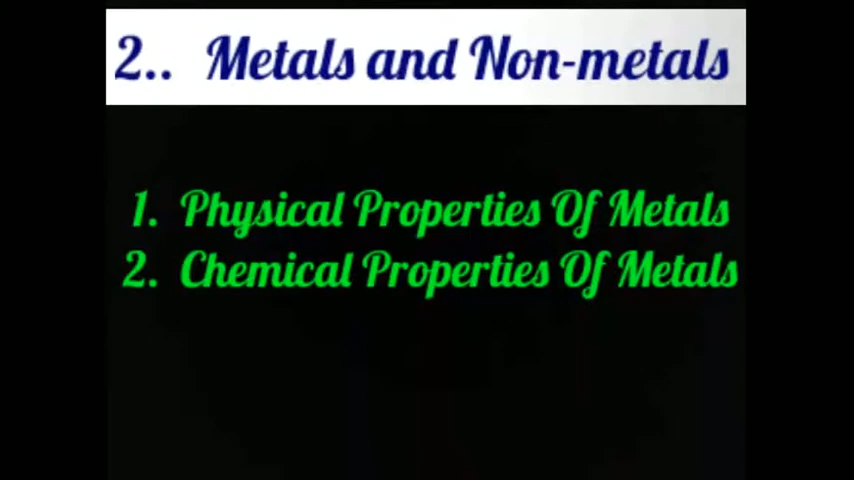 2.. Metals and Non-metals
1. Physical Properties Of Metals
2. Chemical Properties Of Metals